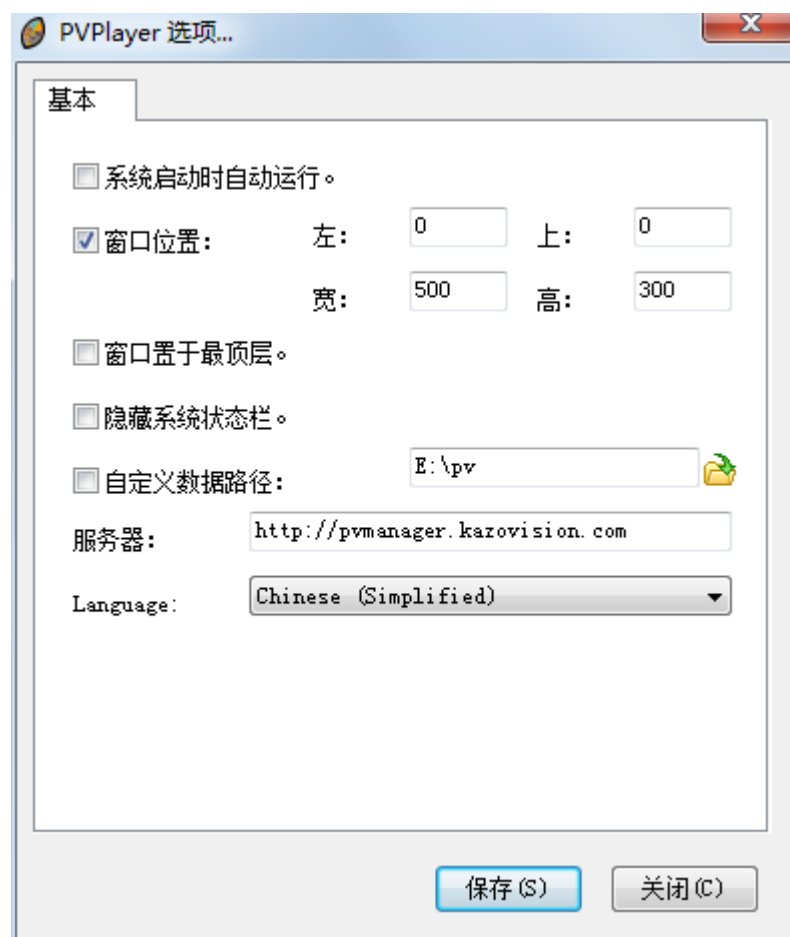 PVPlayer 选项...
基本
系统启动时自动运行。
窗口位置： 左： 0 上： 0
宽： 500 高： 300
窗口置于最顶层。
隐藏系统状态栏。
自定义数据路径： E:\pv
服务器： http://pvmanager.kazovision.com
Language: Chinese (Simplified)
保存(S) 关闭(C)